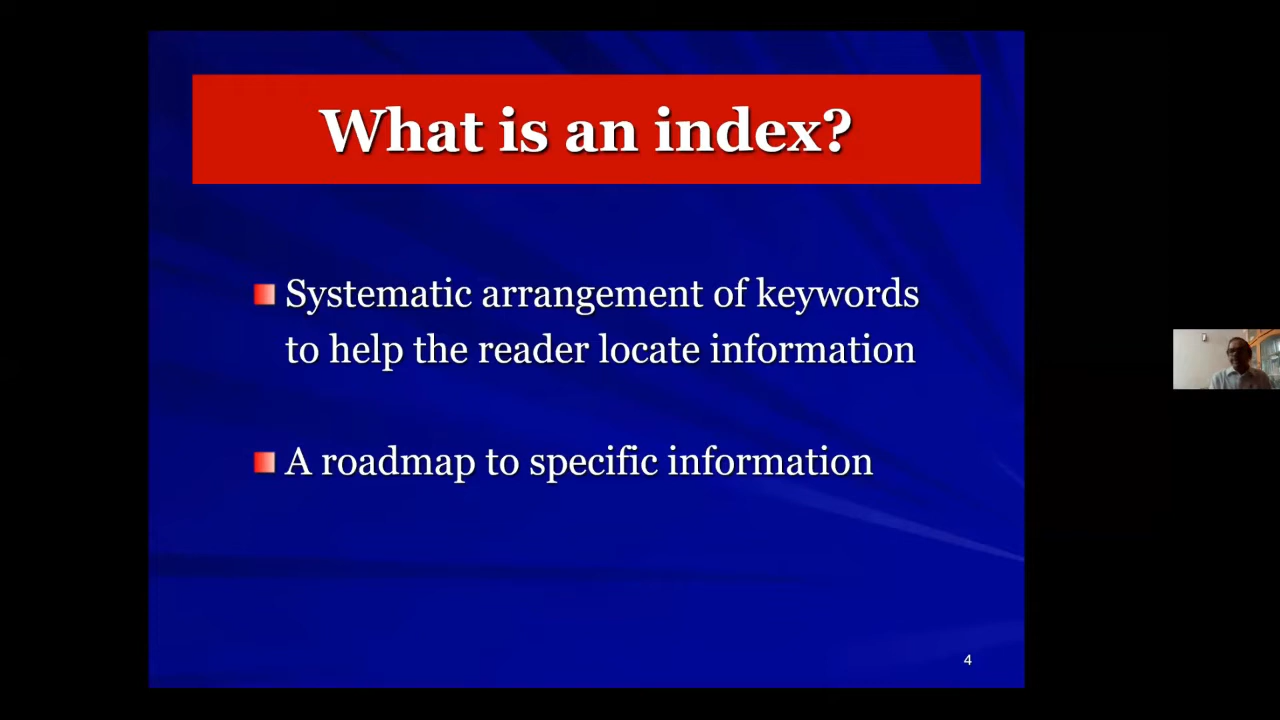 What is an index?
Systematic arrangement of keywords
to help the reader locate information
A roadmap to specific information
4